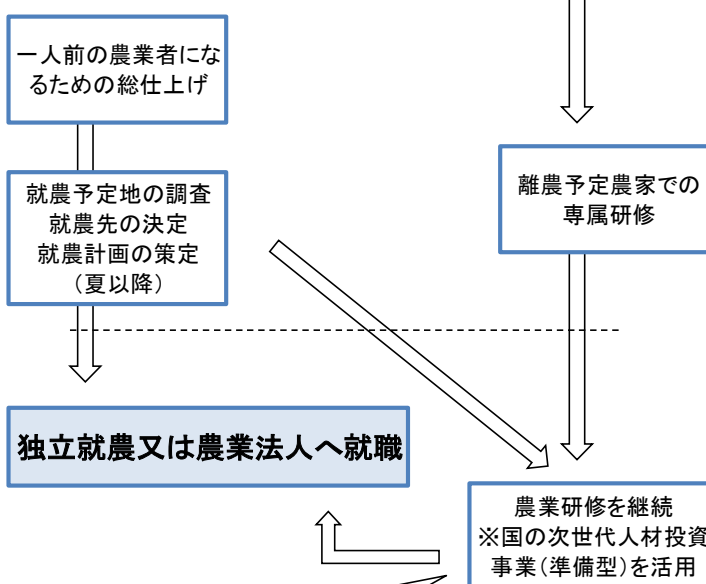 一人前の農業者にな
るための総仕上げ
就農予定地の調査
就農先の決定
就農計画の策定
（夏以降）
離農予定農家での
専属研修
独立就農又は農業法人へ就職
農業研修を継続
※国の次世代人材投資
事業（準備型）を活用